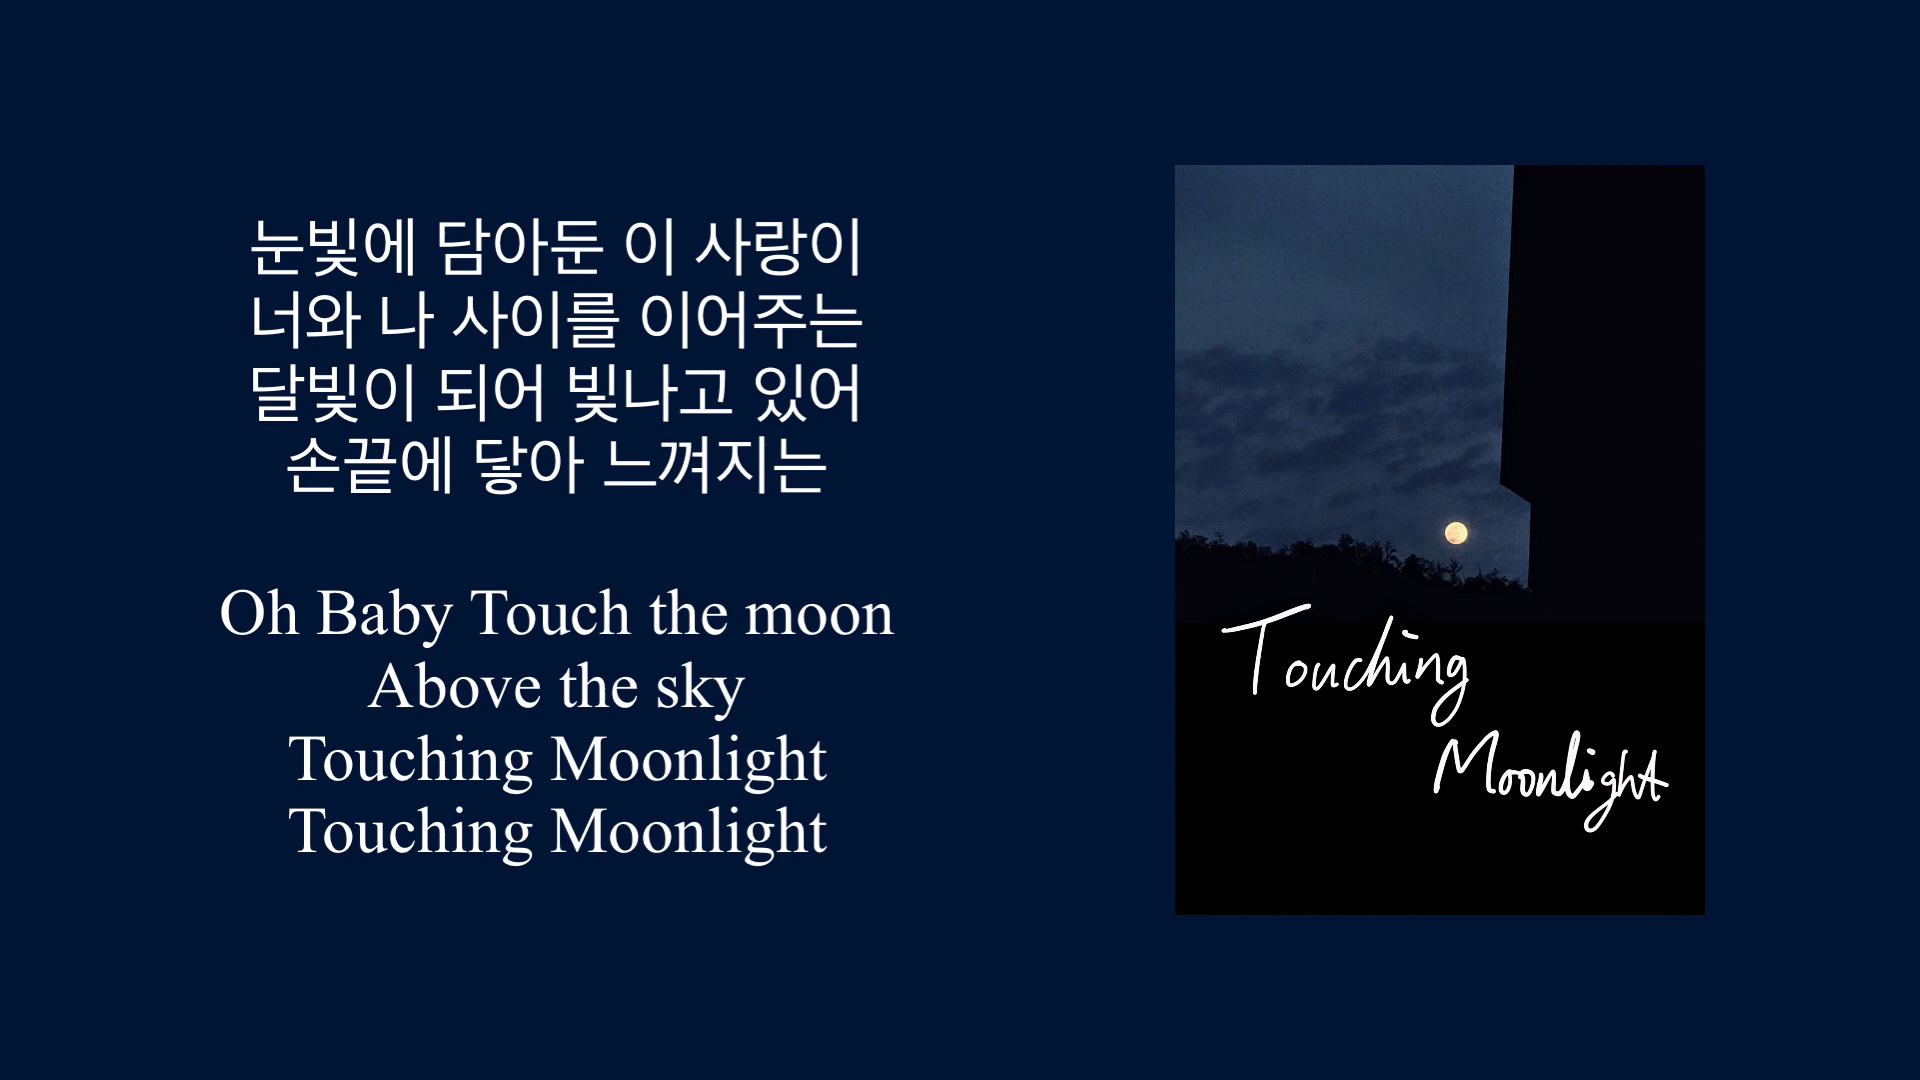 눈빛에 담아둔 이 사랑이
너와 나 사이를 이어주는
달빛이 되어 빛나고 있어
손끝에 닿아 느껴지는
Oh Baby Touch the moon
Above the sky
Touching Moonlight
Touching Moonlight
Touching
Moonlight